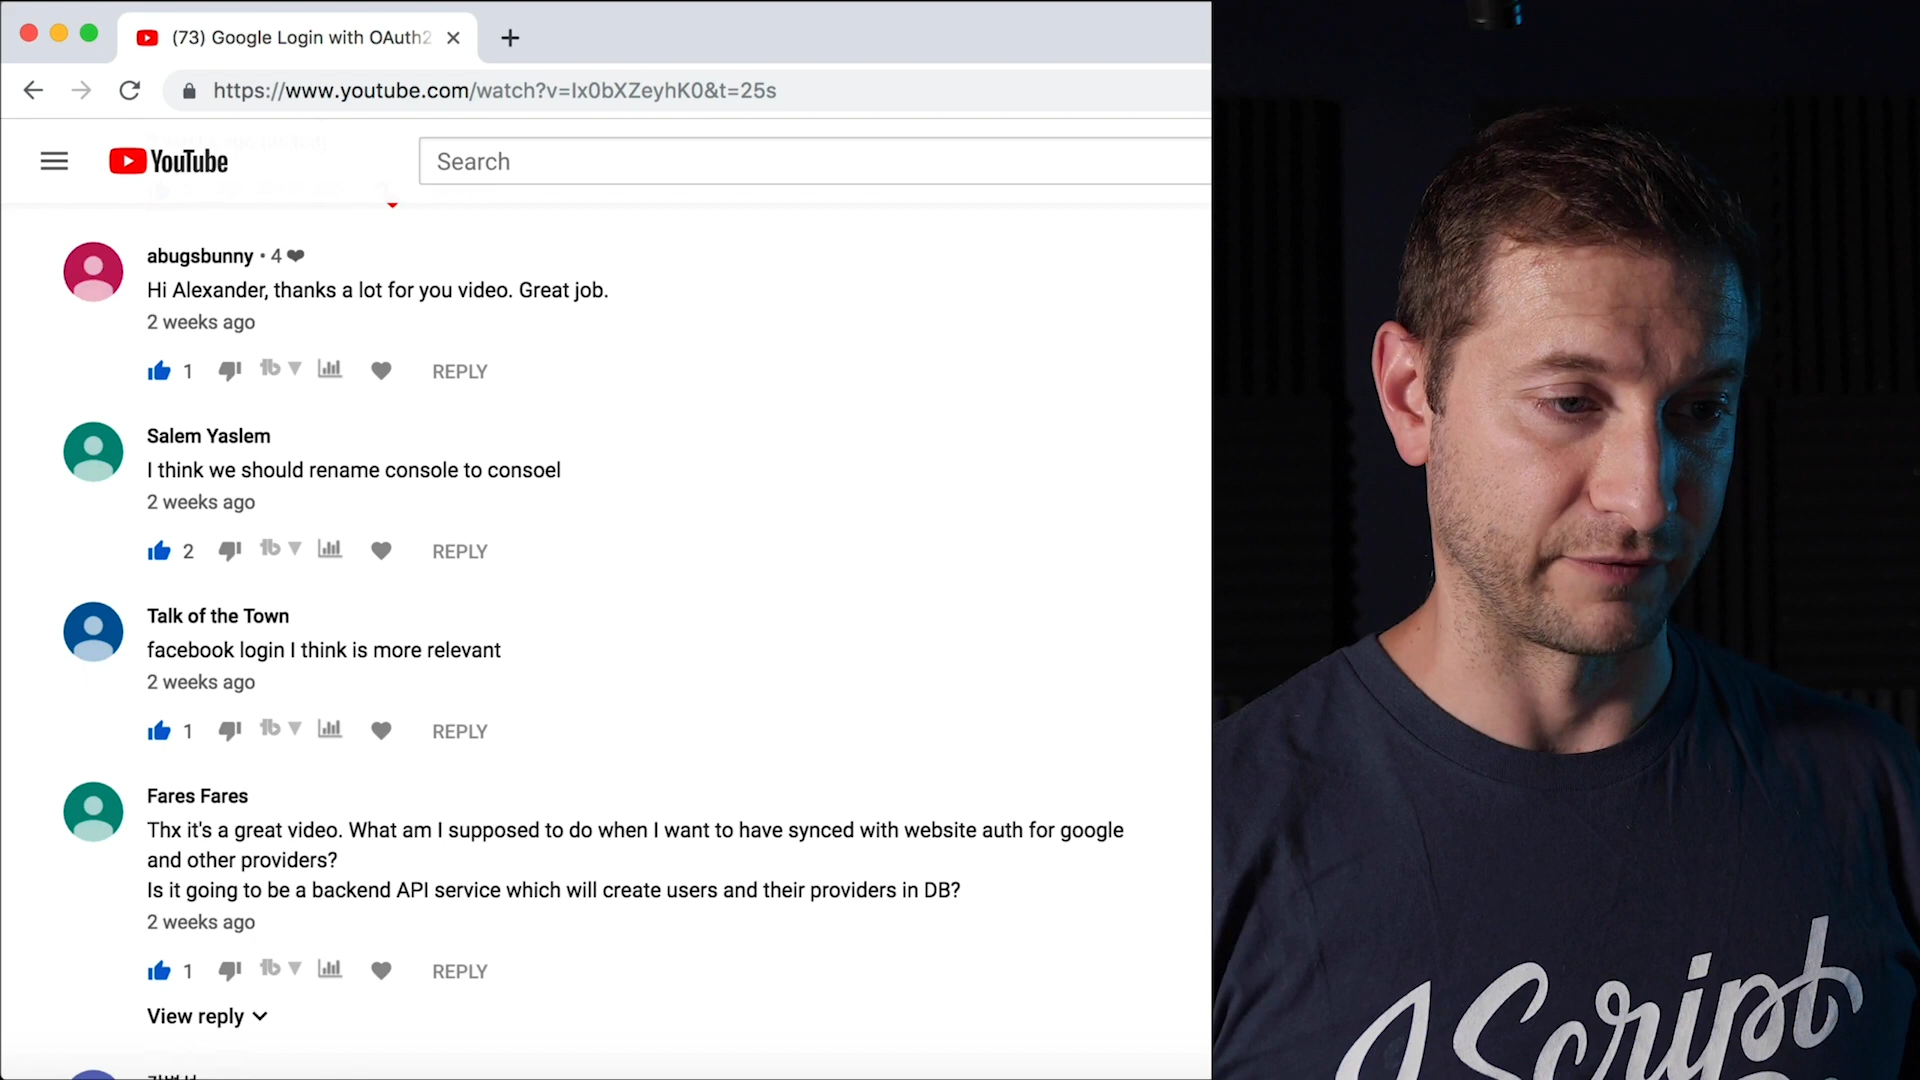 (73) Google Login with OAuth2
https://www.youtube.com/watch?v=Ix0bXZeyhK0&t=25s
YouTube
Search
abugsbunny • 4
Hi Alexander, thanks a lot for you video. Great job.
2 weeks ago
1 REPLY
Salem Yaslem
I think we should rename console to consoel
2 weeks ago
2 REPLY
Talk of the Town
facebook login I think is more relevant
2 weeks ago
1 REPLY
Fares Fares
Thx it's a great video. What am I supposed to do when I want to have synced with website auth for google
and other providers?
Is it going to be a backend API service which will create users and their providers in DB?
2 weeks ago
1 REPLY
View reply
Script